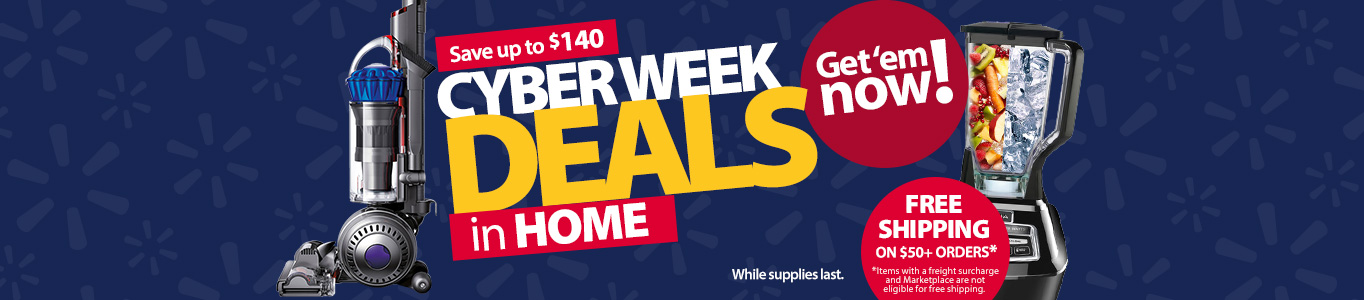 Save up to $140
CYBER WEEK
DEALS
in HOME
Get 'em
now!
While supplies last.
FREE
SHIPPING
ON $50+ ORDERS*
*Items with a freight surcharge
and Marketplace are not
eligible for free shipping.